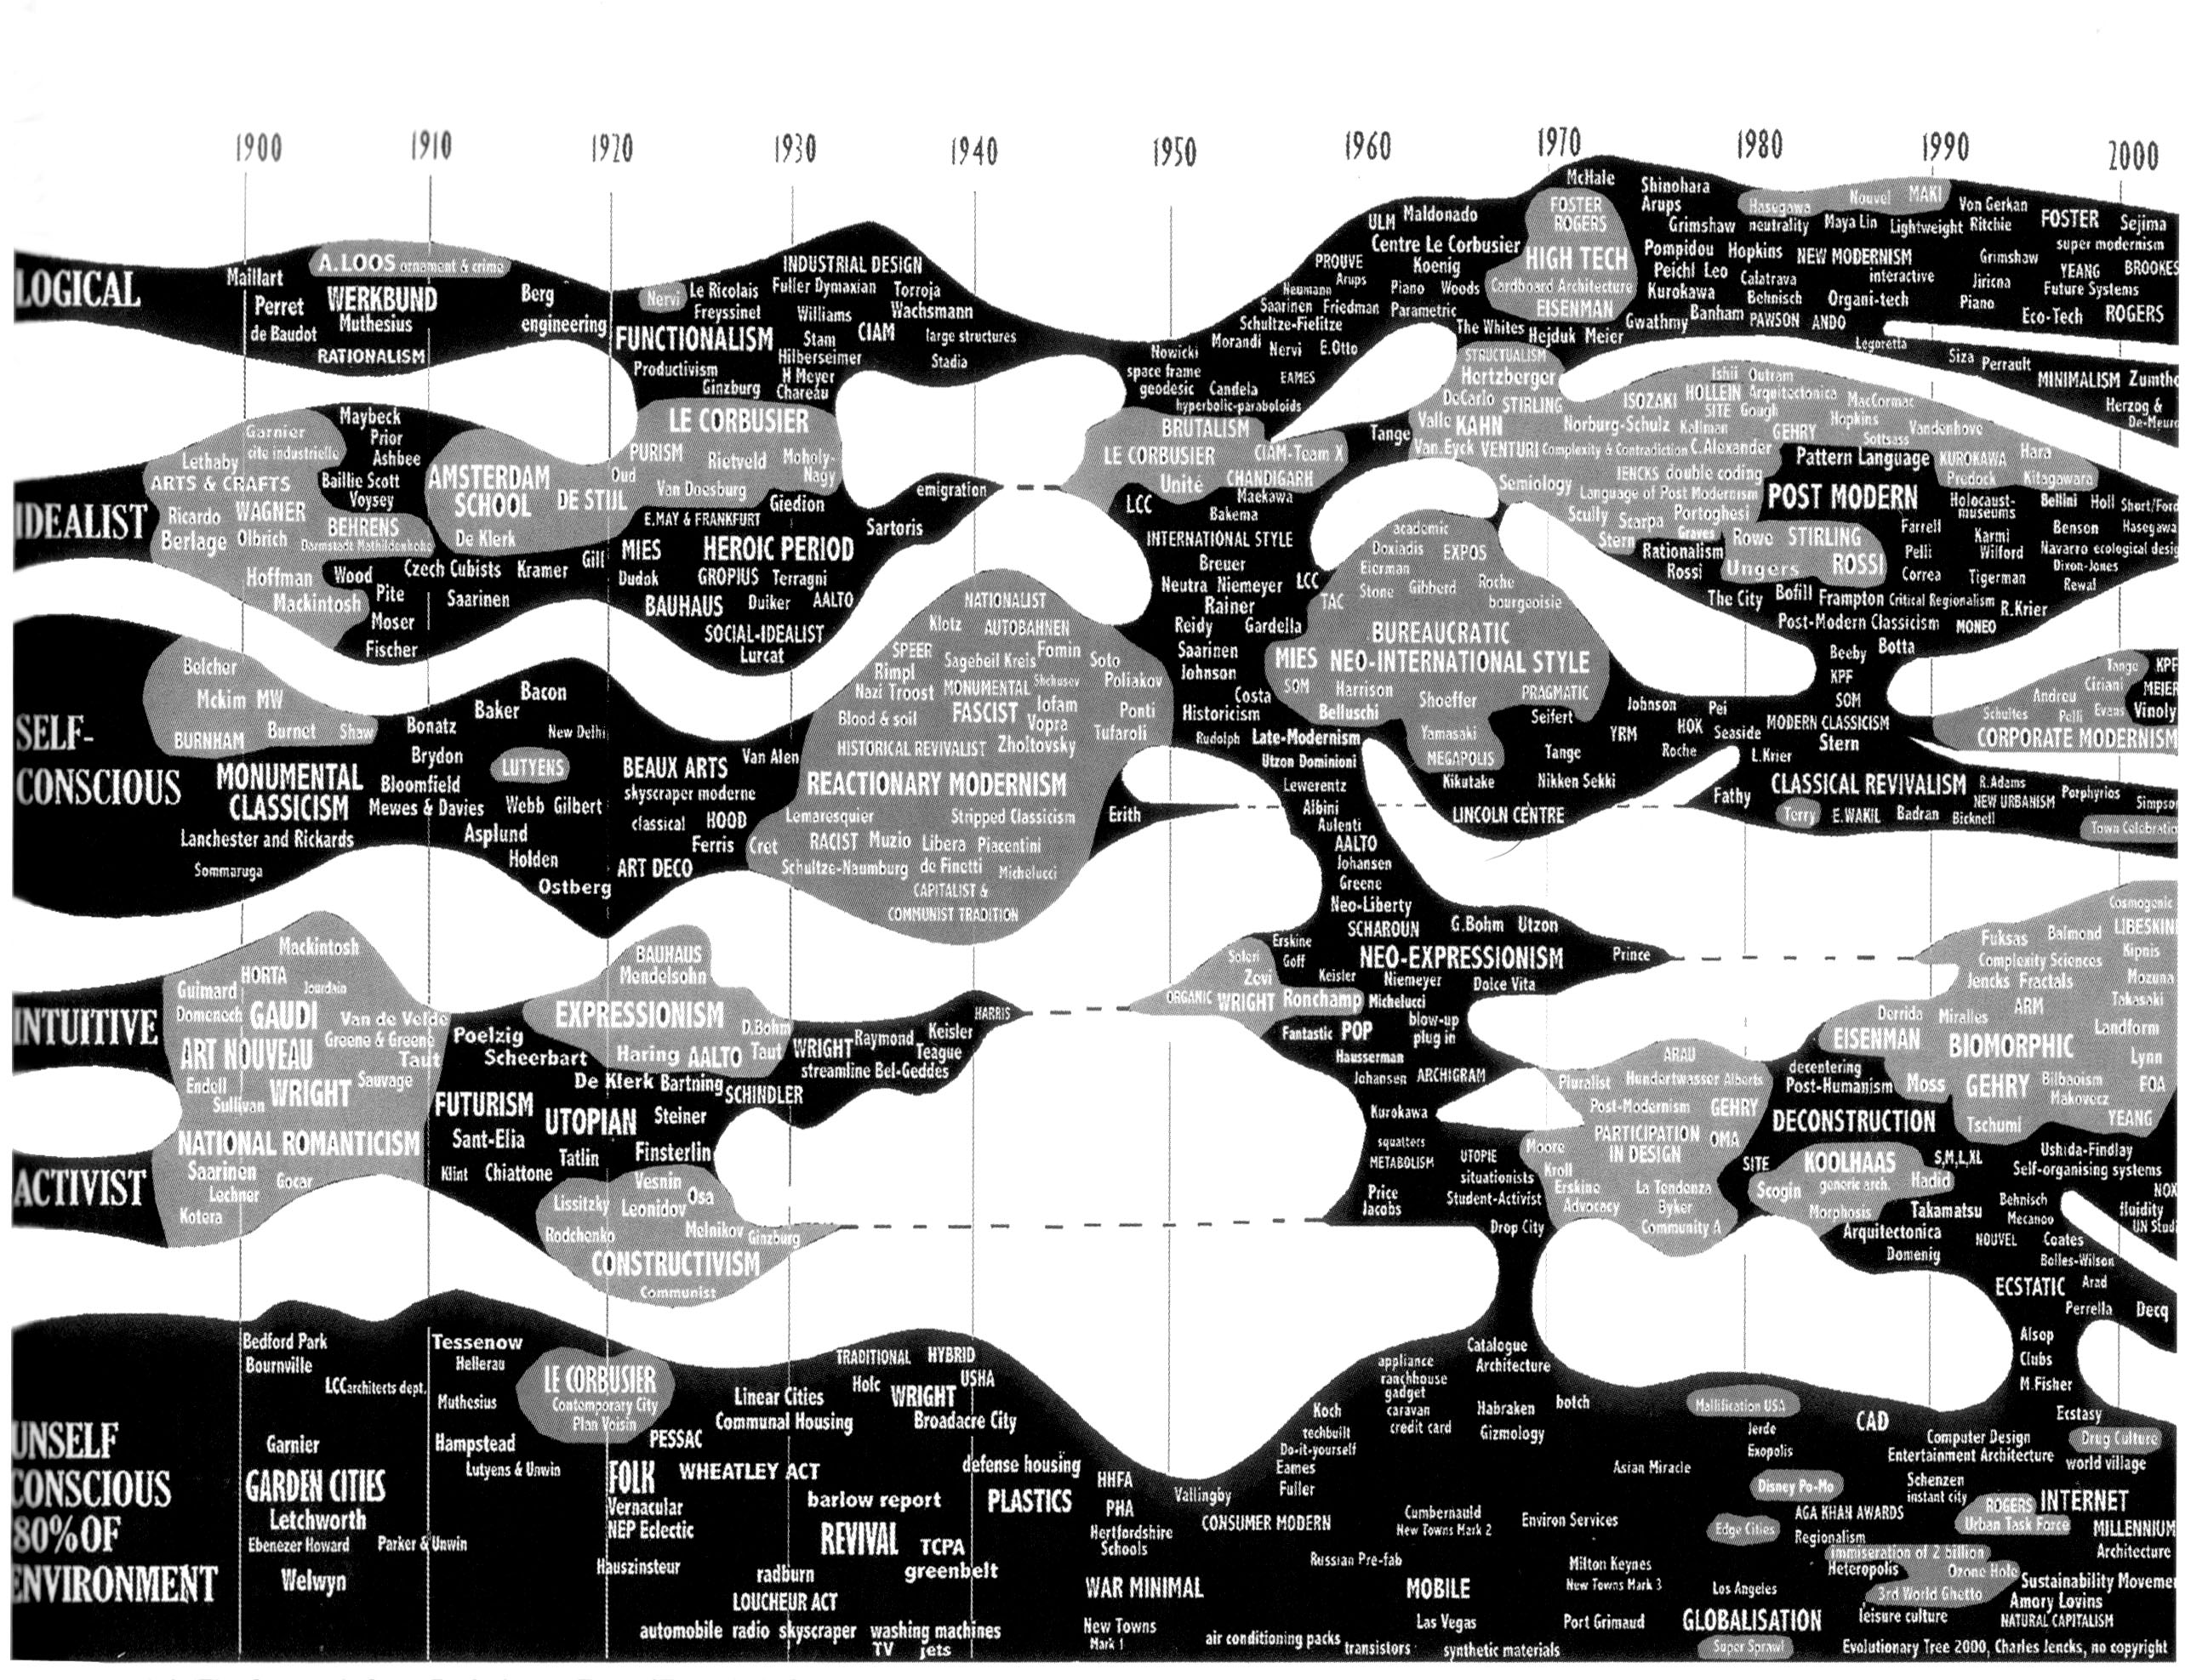 1900 1910 1920 1930 1940 1950 1960 1970 1980 1990 2000
LOGICAL
Maillart
Perret
de Baudot
A. LOOS ornament & crime
WERKBUND
Muthesius
RATIONALISM
Berg
engineering
Nervi
Le Ricolais
Freyssinet
FUNCTIONALISM
Productivism
Ginzburg
INDUSTRIAL DESIGN
Fuller Dymaxian
Williams
Stam
Hilberseimer
H Meyer
Chareau
CIAM
Torroja
Wachsmann
large structures
Stadia
Nowicki
space frame
geodesic
Candela
hyperbolic-paraboloids
Morandi
Schultze-Fielitze
Saarinen Friedman
Neumann
Arups
PROUVE
Nervi
E.Otto
EAMES
ULM
Maldonado
Centre Le Corbusier
Koenig
Piano
Woods
Parametric
The Whites
McHale
FOSTER
ROGERS
HIGH TECH
Cardboard Architecture
EISENMAN
Hejduk Meier
Shinohara
Arups
Grimshaw
neutrality
Hasegawa
Nouvel
MAKI
Maya Lin
Lightweight
Pompidou
Hopkins
NEW MODERNISM
Peichl Leo
Calatrava
interactive
Kurokawa
Behnisch
Organi-tech
Gwathmy
Banham
PAWSON
ANDO
Legoretta
Von Gerkan
Ritchie
FOSTER
Sejima
super modernism
Grimshaw
YEANG
BROOKES
Jiricna
Future Systems
Piano
Eco-Tech
ROGERS
Siza
Perrault
MINIMALISM
Zumtho
Herzog &
De-Meuro
IDEALIST
Garnier
cite industrielle
Lethaby
ARTS & CRAFTS
Ricardo
WAGNER
Berlage
Olbrich
BEHRENS
Darmstadt Mathildenhohe
Hoffman
Mackintosh
Maybeck
Prior
Ashbee
Baillie Scott
Voysey
Wood
Pite
Moser
Fischer
AMSTERDAM
SCHOOL
De Klerk
DE STIJL
Czech Cubists
Kramer
Gill
Saarinen
LE CORBUSIER
PURISM
Oud
Rietveld
Moholy-
Nagy
Van Doesburg
Giedion
E.MAY & FRANKFURT
MIES
HEROIC PERIOD
Dudok
GROPIUS
Terragni
BAUHAUS
Duiker
AALTO
SOCIAL-IDEALIST
Lurcat
Sartoris
emigration
BRUTALISM
LE CORBUSIER
CIAM-Team X
Unité
CHANDIGARH
LCC
Maekawa
Bakema
INTERNATIONAL STYLE
Breuer
Neutra Niemeyer
LCC
Rainer
Reidy
Gardella
Saarinen
Johnson
Costa
Historicism
Rudolph
Late-Modernism
Utzon Dominioni
Tange
STRUCTUALISM
Hertzberger
DeCarlo
STIRLING
Valle
KAHN
Van.Eyck
VENTURI
Complexity & Contradiction
C.Alexander
Norburg-Schulz
Kallman
ISOZAKI
HOLLEIN
SITE
Gough
Ishii
Outram
Arquitectonica
MacCormac
Hopkins
GEHRY
Sottsass
Vandenhove
Semiology
JENCKS double coding
Language of Post Modernism
Scully
Scarpa
Portoghesi
Stern
Graves
Pattern Language
KUROKAWA
Hara
Predock
Kitagawara
POST MODERN
Holocaust-
museums
Bellini
Holl
Short/Ford
Rowe
STIRLING
Ungers
ROSSI
Rationalism
Rossi
Farrell
Karmi
Benson
Hasegawa
Pelli
Wilford
Navarro ecological desig
Correa
Tigerman
Dixon-Jones
Rewal
The City
Bofill
Frampton
Critical Regionalism
R.Krier
Post-Modern Classicism
MONEO
Beeby
Botta
KPF
SOM
academic
Doxiadis
EXPOS
Eierman
TAC
Stone
Gibberd
Roche
bourgeoisie
BUREAUCRATIC
MIES
NEO-INTERNATIONAL STYLE
SOM
Harrison
Shoeffer
PRAGMATIC
Belluschi
Yamasaki
MEGAPOLIS
Seifert
SELF-
CONSCIOUS
Belcher
Mckim MW
Burnet
Shaw
BURNHAM
MONUMENTAL
CLASSICISM
Lanchester and Rickards
Sommaruga
Bonatz
Brydon
Bloomfield
Mewes & Davies
Baker
Bacon
New Delhi
LUTYENS
Webb
Gilbert
Asplund
Holden
Ostberg
BEAUX ARTS
skyscraper moderne
classical
HOOD
Ferris
ART DECO
Van Alen
Cret
NATIONALIST
Klotz
AUTOBAHNEN
SPEER
Sagebeil Kreis
Fomin
Soto
Rimpl
Nazi Troost
MONUMENTAL
Shchusev
Poliakov
Blood & soil
FASCIST
Iofam
Vopra
Ponti
HISTORICAL REVIVALIST
Zholtovsky
Tufaroli
REACTIONARY MODERNISM
Lemaresquier
Stripped Classicism
RACIST
Muzio
Libera
Piacentini
Schultze-Naumburg
de Finetti
Michelucci
CAPITALIST &
COMMUNIST TRADITION
Erith
Lewerentz
Albini
Aulenti
AALTO
Johansen
Greene
Neo-Liberty
SCHAROUN
Kikutake
Tange
Nikken Sekki
LINCOLN CENTRE
Johnson
Pei
YRM
HOK
Seaside
Roche
L.Krier
MODERN CLASSICISM
Stern
Fathy
CLASSICAL REVIVALISM
R.Adams
NEW URBANISM
Porphyrios
Simpson
Terry
E.WAKIL
Badran
Bicknell
Town Celebratio
Tange
KPF
Ciriani
MEIER
Andreu
Schultes
Pelli
Evans
Vinoly
CORPORATE MODERNISM
INTUITIVE
Mackintosh
HORTA
Guimard
Jourdain
Domenech
GAUDI
Van de Velde
Greene & Greene
ART NOUVEAU
Taut
Endell
WRIGHT
Sauvage
Sullivan
NATIONAL ROMANTICISM
Saarinen
Gocar
Lechner
Kotera
Poelzig
Scheerbart
BAUHAUS
Mendelsohn
EXPRESSIONISM
D.Bohm
Haring
AALTO
Taut
De Klerk
Bartning
SCHINDLER
WRIGHT
Raymond
Keisler
Teague
streamline Bel-Geddes
HARRIS
FUTURISM
Sant-Elia
UTOPIAN
Steiner
Finsterlin
Tatlin
Klint
Chiattone
ACTIVIST
Vesnin
Lissitzky
Leonidov
Osa
Rodchenko
Melnikov
Ginzburg
CONSTRUCTIVISM
Communist
Soleri
Zevi
ORGANIC
WRIGHT
Ronchamp
Erskine
Goff
Keisler
NEO-EXPRESSIONISM
G.Bohm
Utzon
Prince
Niemeyer
Dolce Vita
Michelucci
Fantastic
POP
blow-up
plug in
Hausserman
Johansen
ARCHIGRAM
Kurokawa
squatters
METABOLISM
UTOPIE
situationists
Student-Activist
Price
Jacobs
Drop City
ARAU
Pluralist
Hundertwasser
Alberts
Post-Modernism
GEHRY
PARTICIPATION
IN DESIGN
OMA
Moore
Kroll
Erskine
La Tendenza
Advocacy
Byker
Community A
Cosmogenic
LIBESKIN
Fuksas
Balmond
Kipnis
Complexity Sciences
Jencks Fractals
Mozuna
Takasaki
Derrida
Miralles
ARM
EISENMAN
BIOMORPHIC
Landform
Lynn
decentering
Post-Humanism
Moss
GEHRY
Bilbaoism
Makovecz
FOA
DECONSTRUCTION
Tschumi
YEANG
SITE
KOOLHAAS
generic arch.
S,M,L,XL
Scogin
Hadid
Morphosis
Takamatsu
Arquitectonica
Domenig
Ushida-Findlay
Self-organising systems
NOX
Behnisch
Mecanoo
fluidity
UN Studi
NOUVEL
Coates
Bolles-Wilson
ECSTATIC
Arad
Perrella
Decq
Alsop
Clubs
M.Fisher
UNSELF
CONSCIOUS
80%OF
ENVIRONMENT
Bedford Park
Bournville
LCC architects dept.
Garnier
GARDEN CITIES
Letchworth
Ebenezer Howard
Parker & Unwin
Welwyn
Tessenow
Hellerau
Muthesius
Hampstead
Lutyens & Unwin
LE CORBUSIER
Contemporary City
Plan Voisin
PESSAC
FOLK
Vernacular
NEP Eclectic
Hauszinsteur
WHEATLEY ACT
Linear Cities
Communal Housing
TRADITIONAL
HYBRID
Holc
WRIGHT
USHA
Broadacre City
defense housing
barlow report
PLASTICS
REVIVAL
TCPA
greenbelt
radburn
LOUCHEUR ACT
automobile radio skyscraper
washing machines
TV
jets
HHFA
PHA
Hertfordshire
Schools
WAR MINIMAL
New Towns
Mark 1
Vallingby
CONSUMER MODERN
air conditioning packs
transistors
synthetic materials
Koch
techbuilt
Do-it-yourself
Eames
Fuller
Russian Pre-fab
appliance
ranchhouse
gadget
caravan
credit card
Catalogue
Architecture
Habraken
Gizmology
botch
Cumbernauld
New Towns Mark 2
Environ Services
MOBILE
Las Vegas
Milton Keynes
New Towns Mark 3
Port Grimaud
Asian Miracle
Mallification USA
Jerde
Exopolis
CAD
Disney Po-Mo
Edge Cities
AGA KHAN AWARDS
Regionalism
Los Angeles
GLOBALISATION
Super Sprawl
Computer Design
Entertainment Architecture
Schenzen
instant city
Ecstasy
Drug Culture
world village
ROGERS
Urban Task Force
INTERNET
MILLENNIUM
Architecture
immiseration of 2 billion
Heteropolis
Ozone Hole
3rd World Ghetto
leisure culture
Sustainability Movemen
Amory Lovins
NATURAL CAPITALISM
Evolutionary Tree 2000, Charles Jencks, no copyright